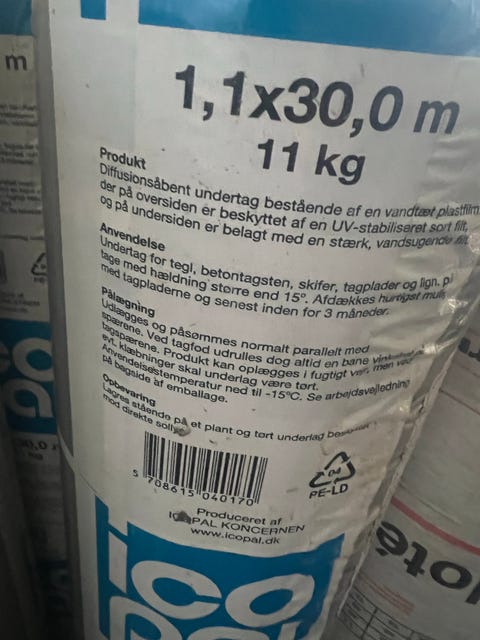 m
1,1x30,0 m
11 kg
Produkt
Diffusionsåbent undertag bestående af en vandtæt plastfilm
der på oversiden er beskyttet af en UV-stabiliseret sort filt,
og på undersiden er belagt med en stærk, vandsugende filt
Anvendelse
Undertag for tegl, betontagsten, skifer, tagplader og lign. på
tage med hældning større end 15°. Afdækkes hurtigst
med tagpladerne og senest inden for 3 måneder.
Pålægning
Udlægges og påsømmes normalt parallelt med
spærene. Ved tagfod udrulles dog altid en bane
tagspærene. Produkt kan oplægges i fugtigt vejr, men ved
evt. klæbninger skal underlag være tørt.
Anvendelsestemperatur ned til -15°C. Se arbejdsvejledning
på bagside af emballage.
Opbevaring
Lagres stående på et plant og tørt underlag
mod direkte
5 708615 040170
04
PE-LD
Produceret af
ICOPAL KONCERNEN
www.icopal.dk
ico
pal